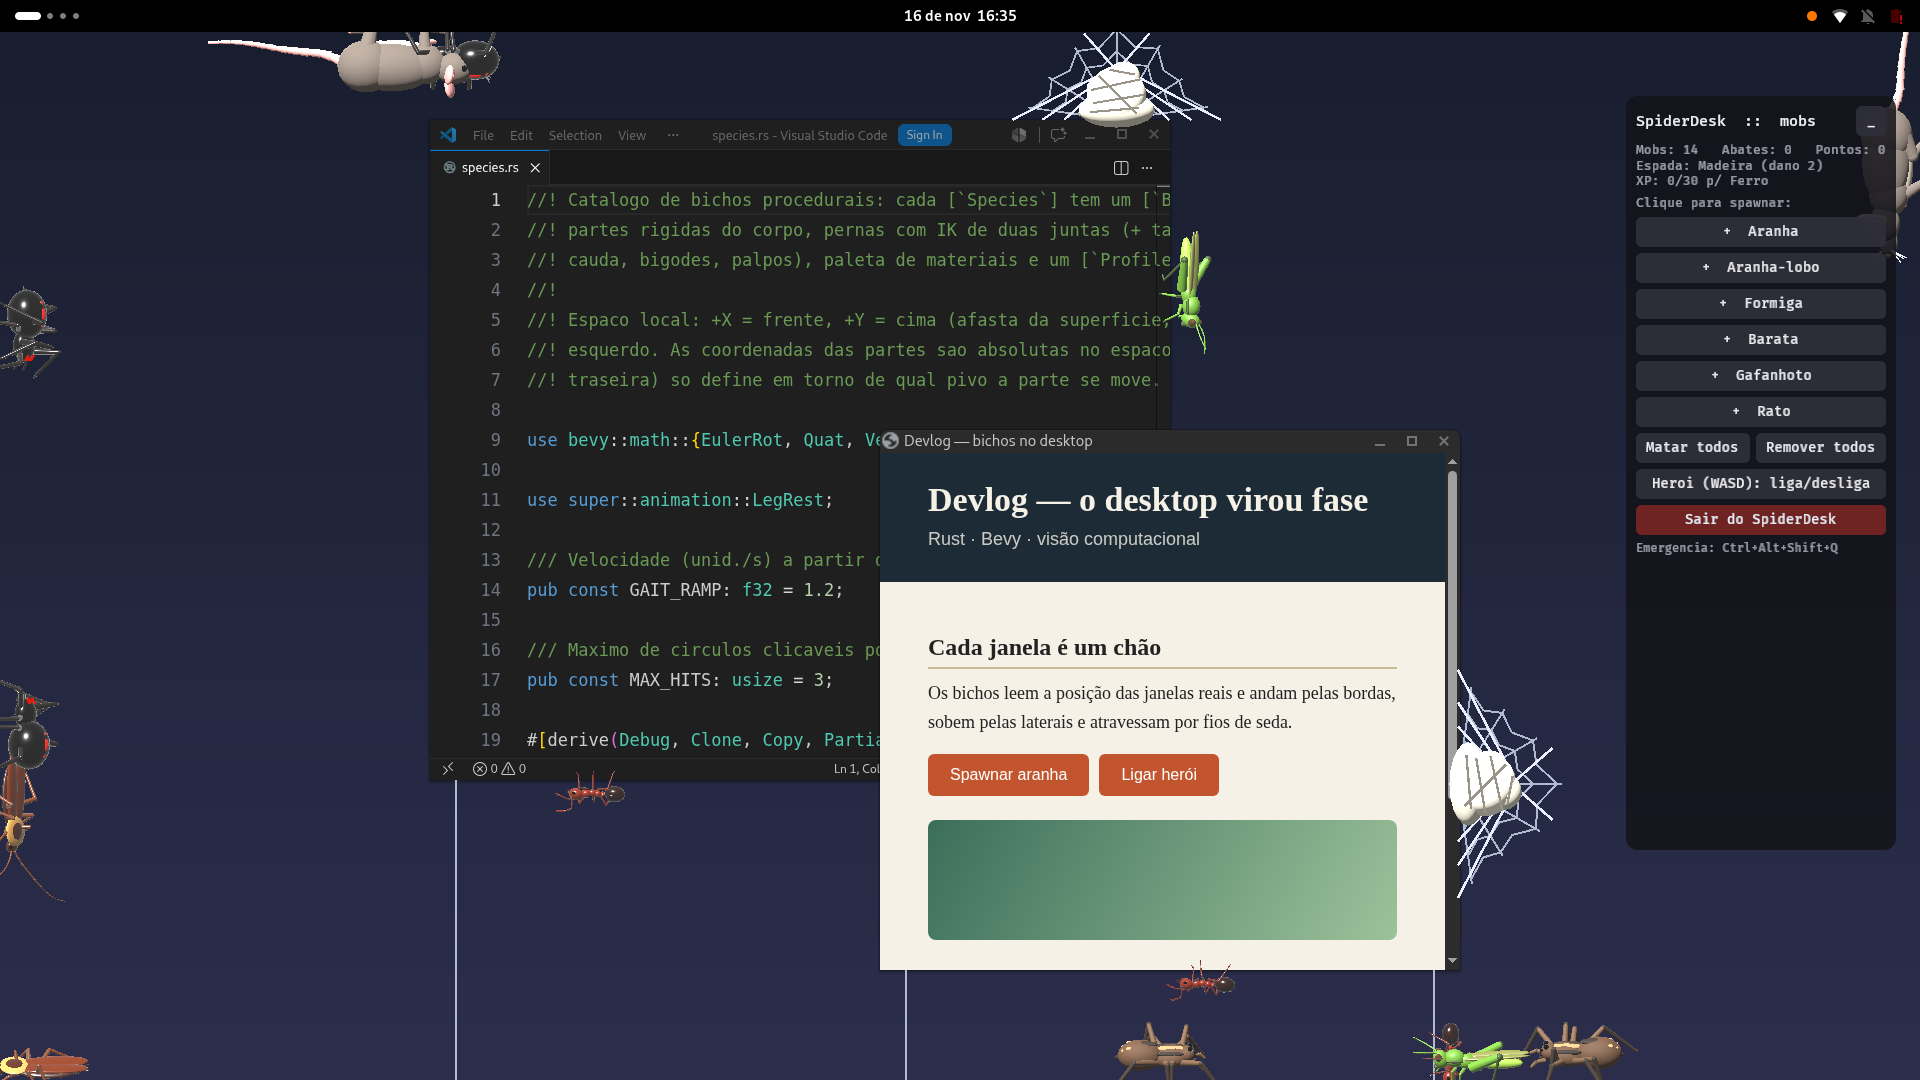 16 de nov 16:35
File Edit Selection View ··· species.rs - Visual Studio Code Sign In
species.rs
1 //! Catalogo de bichos procedurais: cada [`Species`] tem um [`B
2 //! partes rigidas do corpo, pernas com IK de duas juntas (+ ta
3 //! cauda, bigodes, palpos), paleta de materiais e um [`Profile
4 //!
5 //! Espaco local: +X = frente, +Y = cima (afasta da superficie,
6 //! esquerdo. As coordenadas das partes sao absolutas no espaco
7 //! traseira) so define em torno de qual pivo a parte se move.
8
9 use bevy::math::{EulerRot, Quat, Ve
10
11 use super::animation::LegRest;
12
13 /// Velocidade (unid./s) a partir d
14 pub const GAIT_RAMP: f32 = 1.2;
15
16 /// Maximo de circulos clicaveis po
17 pub const MAX_HITS: usize = 3;
18
19 #[derive(Debug, Clone, Copy, Partia
0 0 Ln 1, Col
Devlog — bichos no desktop
Devlog — o desktop virou fase
Rust · Bevy · visão computacional
Cada janela é um chão
Os bichos leem a posição das janelas reais e andam pelas bordas,
sobem pelas laterais e atravessam por fios de seda.
Spawnar aranha Ligar herói
SpiderDesk :: mobs _
Mobs: 14 Abates: 0 Pontos: 0
Espada: Madeira (dano 2)
XP: 0/30 p/ Ferro
Clique para spawnar:
+ Aranha
+ Aranha-lobo
+ Formiga
+ Barata
+ Gafanhoto
+ Rato
Matar todos Remover todos
Heroi (WASD): liga/desliga
Sair do SpiderDesk
Emergencia: Ctrl+Alt+Shift+Q